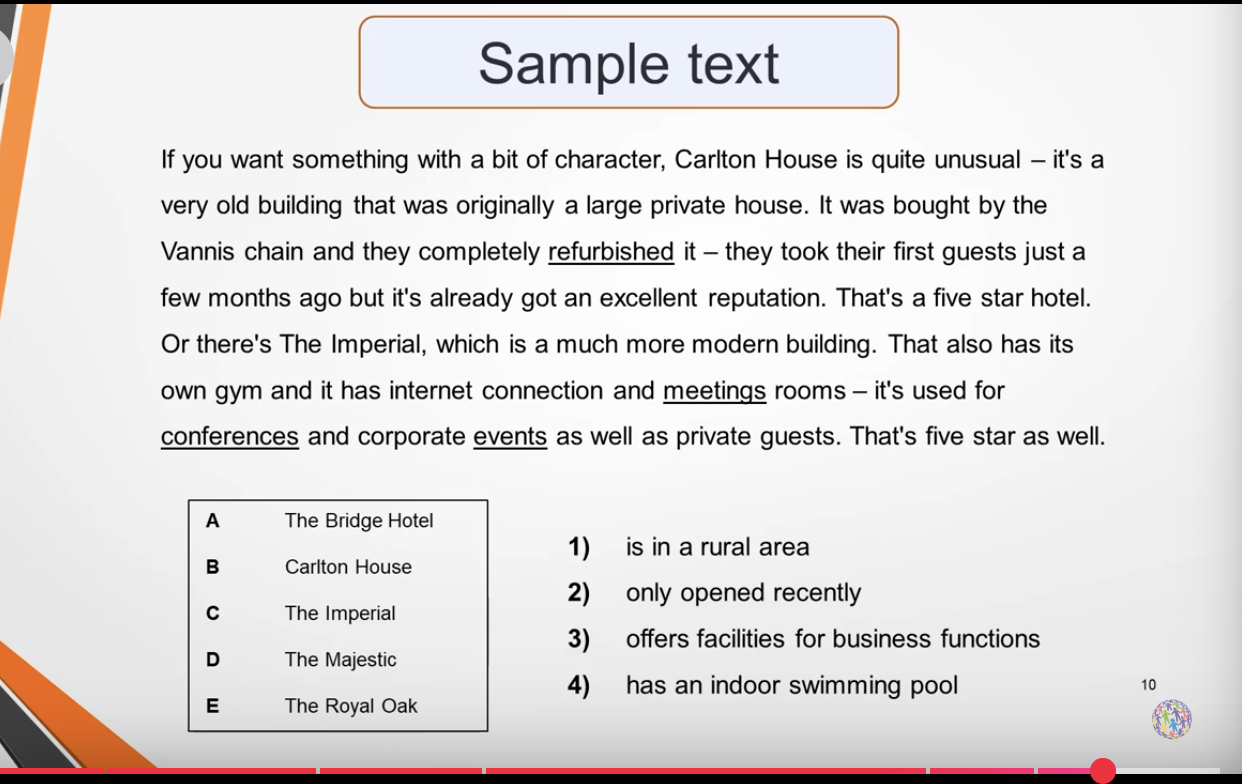 Sample text
If you want something with a bit of character, Carlton House is quite unusual – it's a
very old building that was originally a large private house. It was bought by the
Vannis chain and they completely refurbished it – they took their first guests just a
few months ago but it's already got an excellent reputation. That's a five star hotel.
Or there's The Imperial, which is a much more modern building. That also has its
own gym and it has internet connection and meetings rooms – it's used for
conferences and corporate events as well as private guests. That's five star as well.
A The Bridge Hotel
B Carlton House
C The Imperial
D The Majestic
E The Royal Oak
1) is in a rural area
2) only opened recently
3) offers facilities for business functions
4) has an indoor swimming pool
10